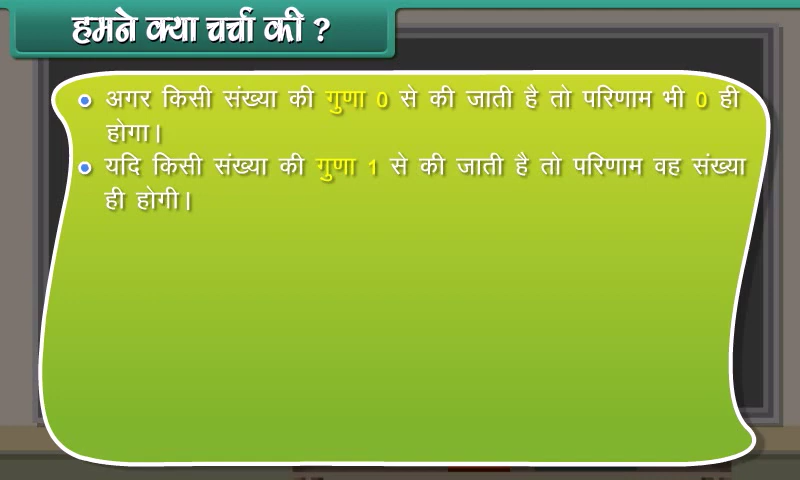 हमने क्या चर्चा की ?
अगर किसी संख्या की गुणा 0 से की जाती है तो परिणाम भी 0 ही
होगा।
यदि किसी संख्या की गुणा 1 से की जाती है तो परिणाम वह संख्या
ही होगी।